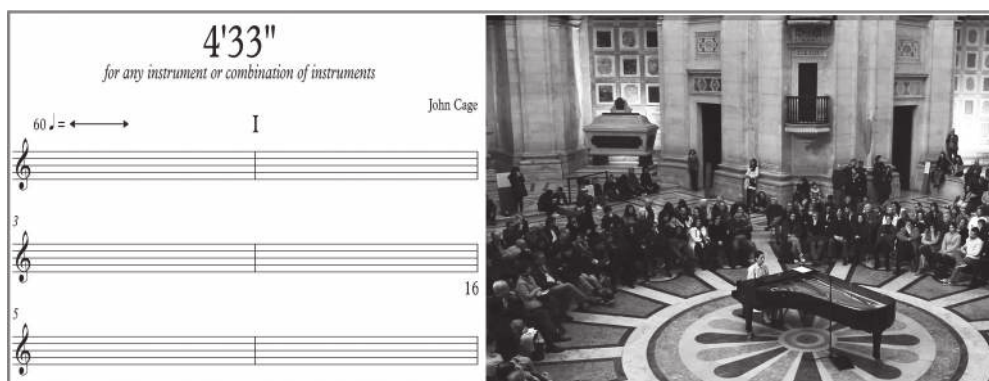 4'33"
for any instrument or combination of instruments
John Cage
60 ♩ =
I
3
16
5